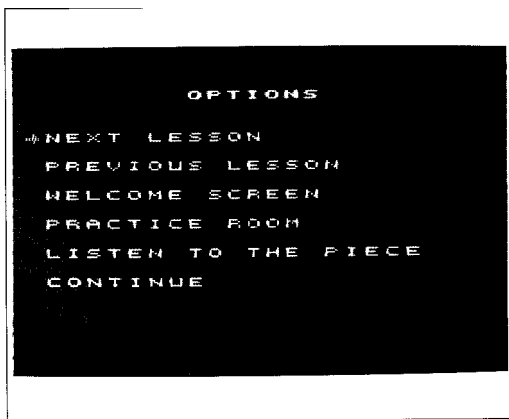 OPTIONS
NEXT LESSON
PREVIOUS LESSON
WELCOME SCREEN
PRACTICE ROOM
LISTEN TO THE PIECE
CONTINUE